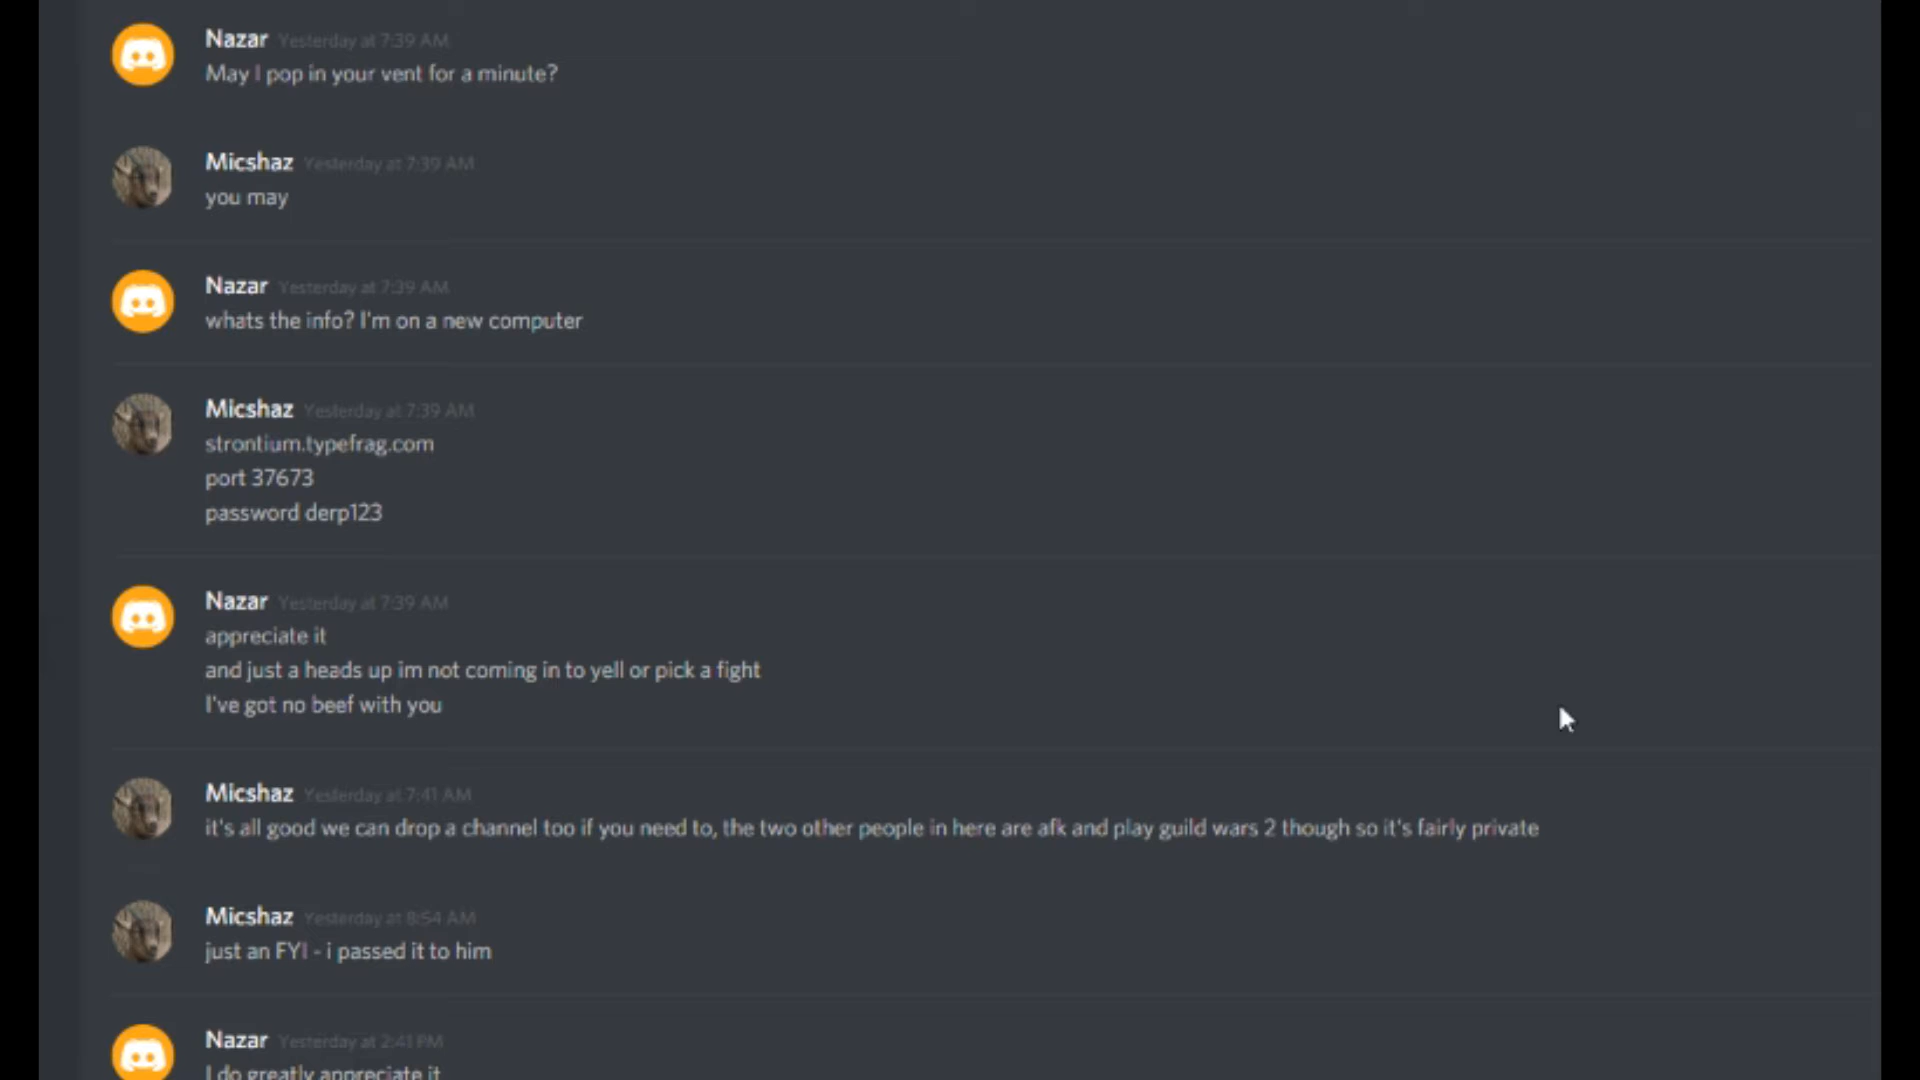 Nazar Yesterday at 7:39 AM
May I pop in your vent for a minute?
Micshaz Yesterday at 7:39 AM
you may
Nazar Yesterday at 7:39 AM
whats the info? I'm on a new computer
Micshaz Yesterday at 7:39 AM
strontium.typefrag.com
port 37673
password derp123
Nazar Yesterday at 7:39 AM
appreciate it
and just a heads up im not coming in to yell or pick a fight
I've got no beef with you
Micshaz Yesterday at 7:41 AM
it's all good we can drop a channel too if you need to, the two other people in here are afk and play guild wars 2 though so it's fairly private
Micshaz Yesterday at 8:54 AM
just an FYI - i passed it to him
Nazar Yesterday at 2:41 PM
I do greatly appreciate it